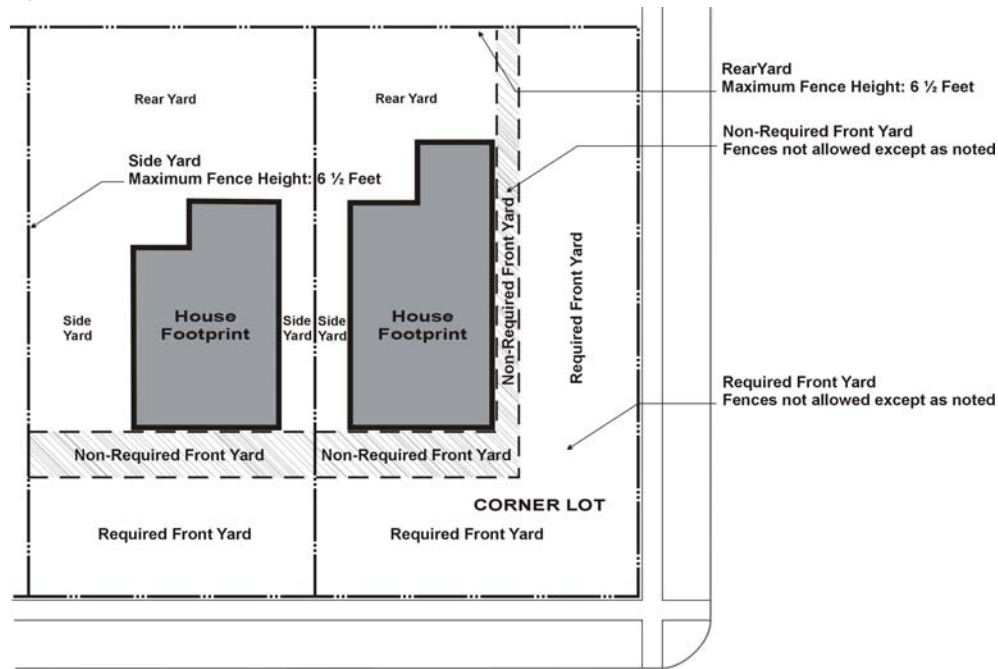 RearYard
Maximum Fence Height: 6 ½ Feet
Rear Yard
Rear Yard
Non-Required Front Yard
Fences not allowed except as noted
Side Yard
Maximum Fence Height: 6 ½ Feet
Non-Required Front Yard
Required Front Yard
House
Footprint
House
Footprint
Side
Yard
Side
Yard
Side
Yard
Required Front Yard
Fences not allowed except as noted
Non-Required Front Yard
Non-Required Front Yard
CORNER LOT
Required Front Yard
Required Front Yard